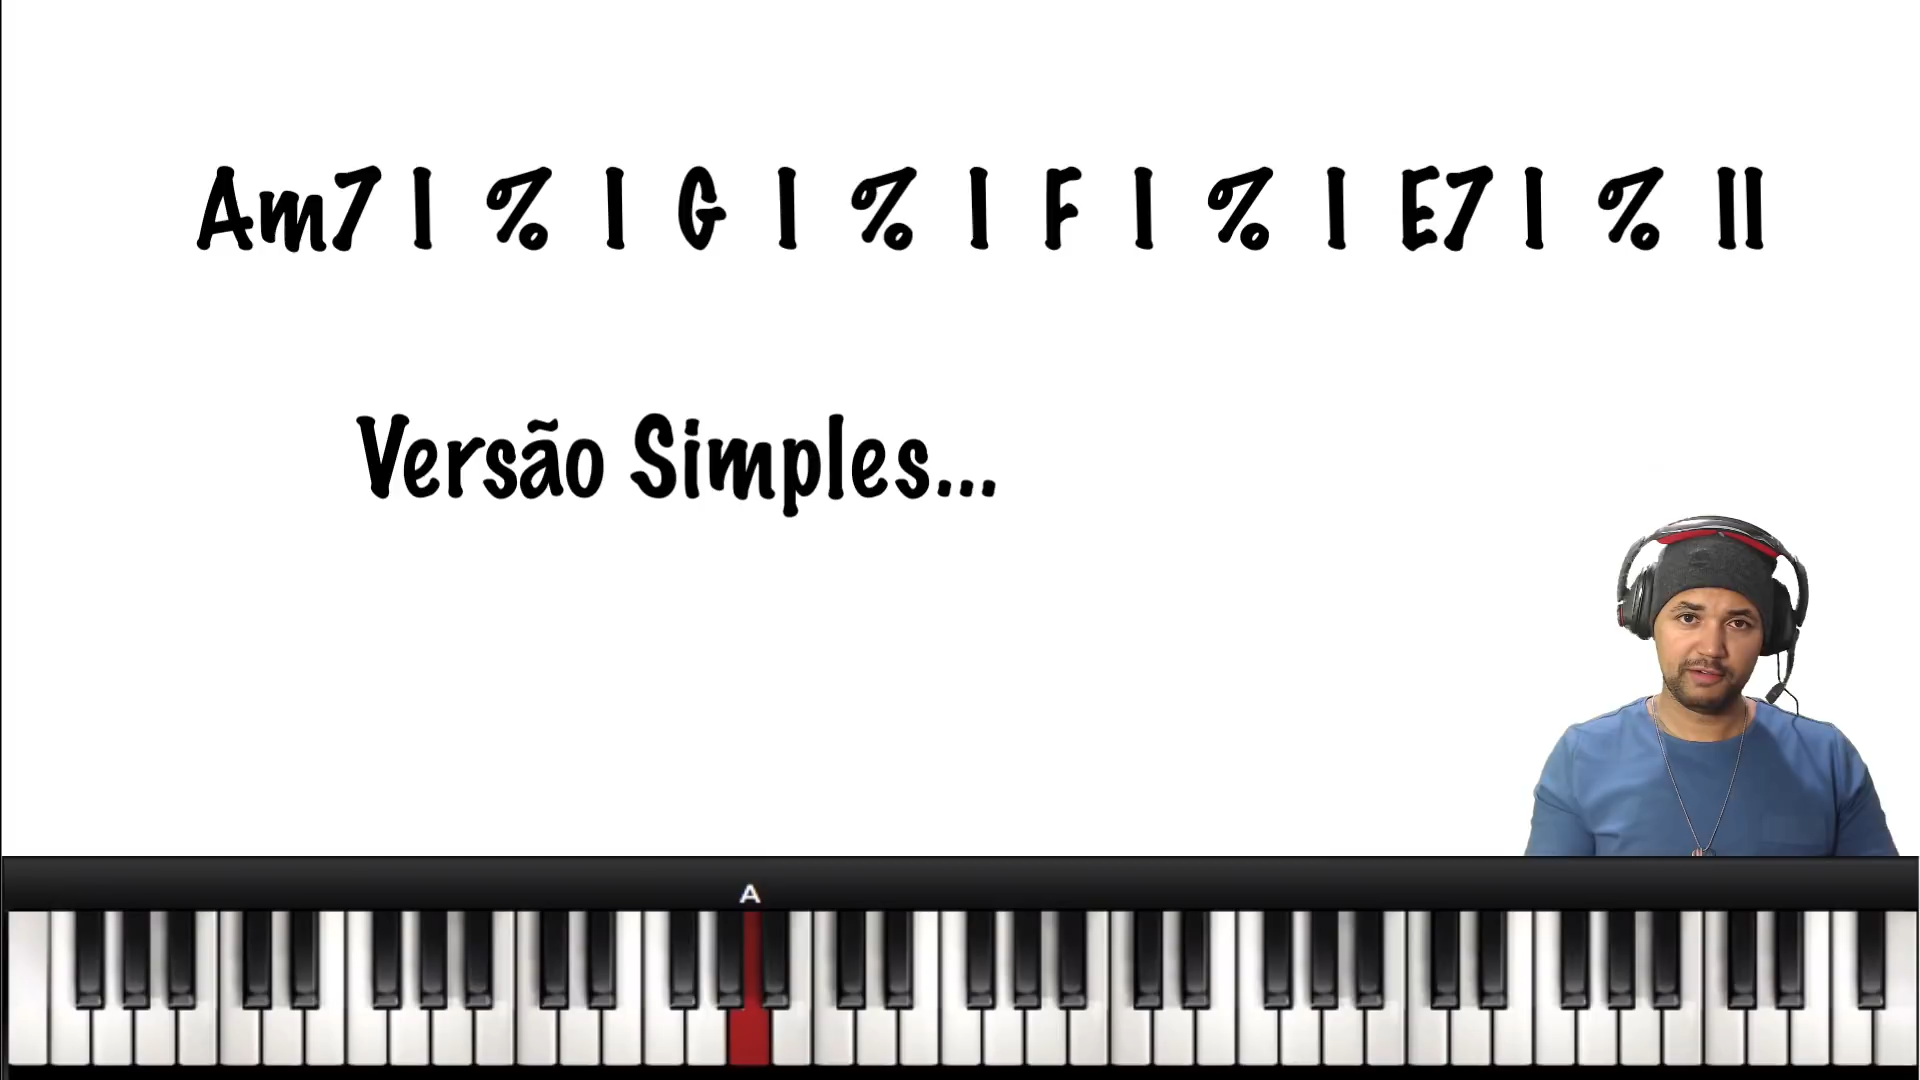 Am7 | % | G | % | F | % | E7 | % ||
Versão Simples...
A